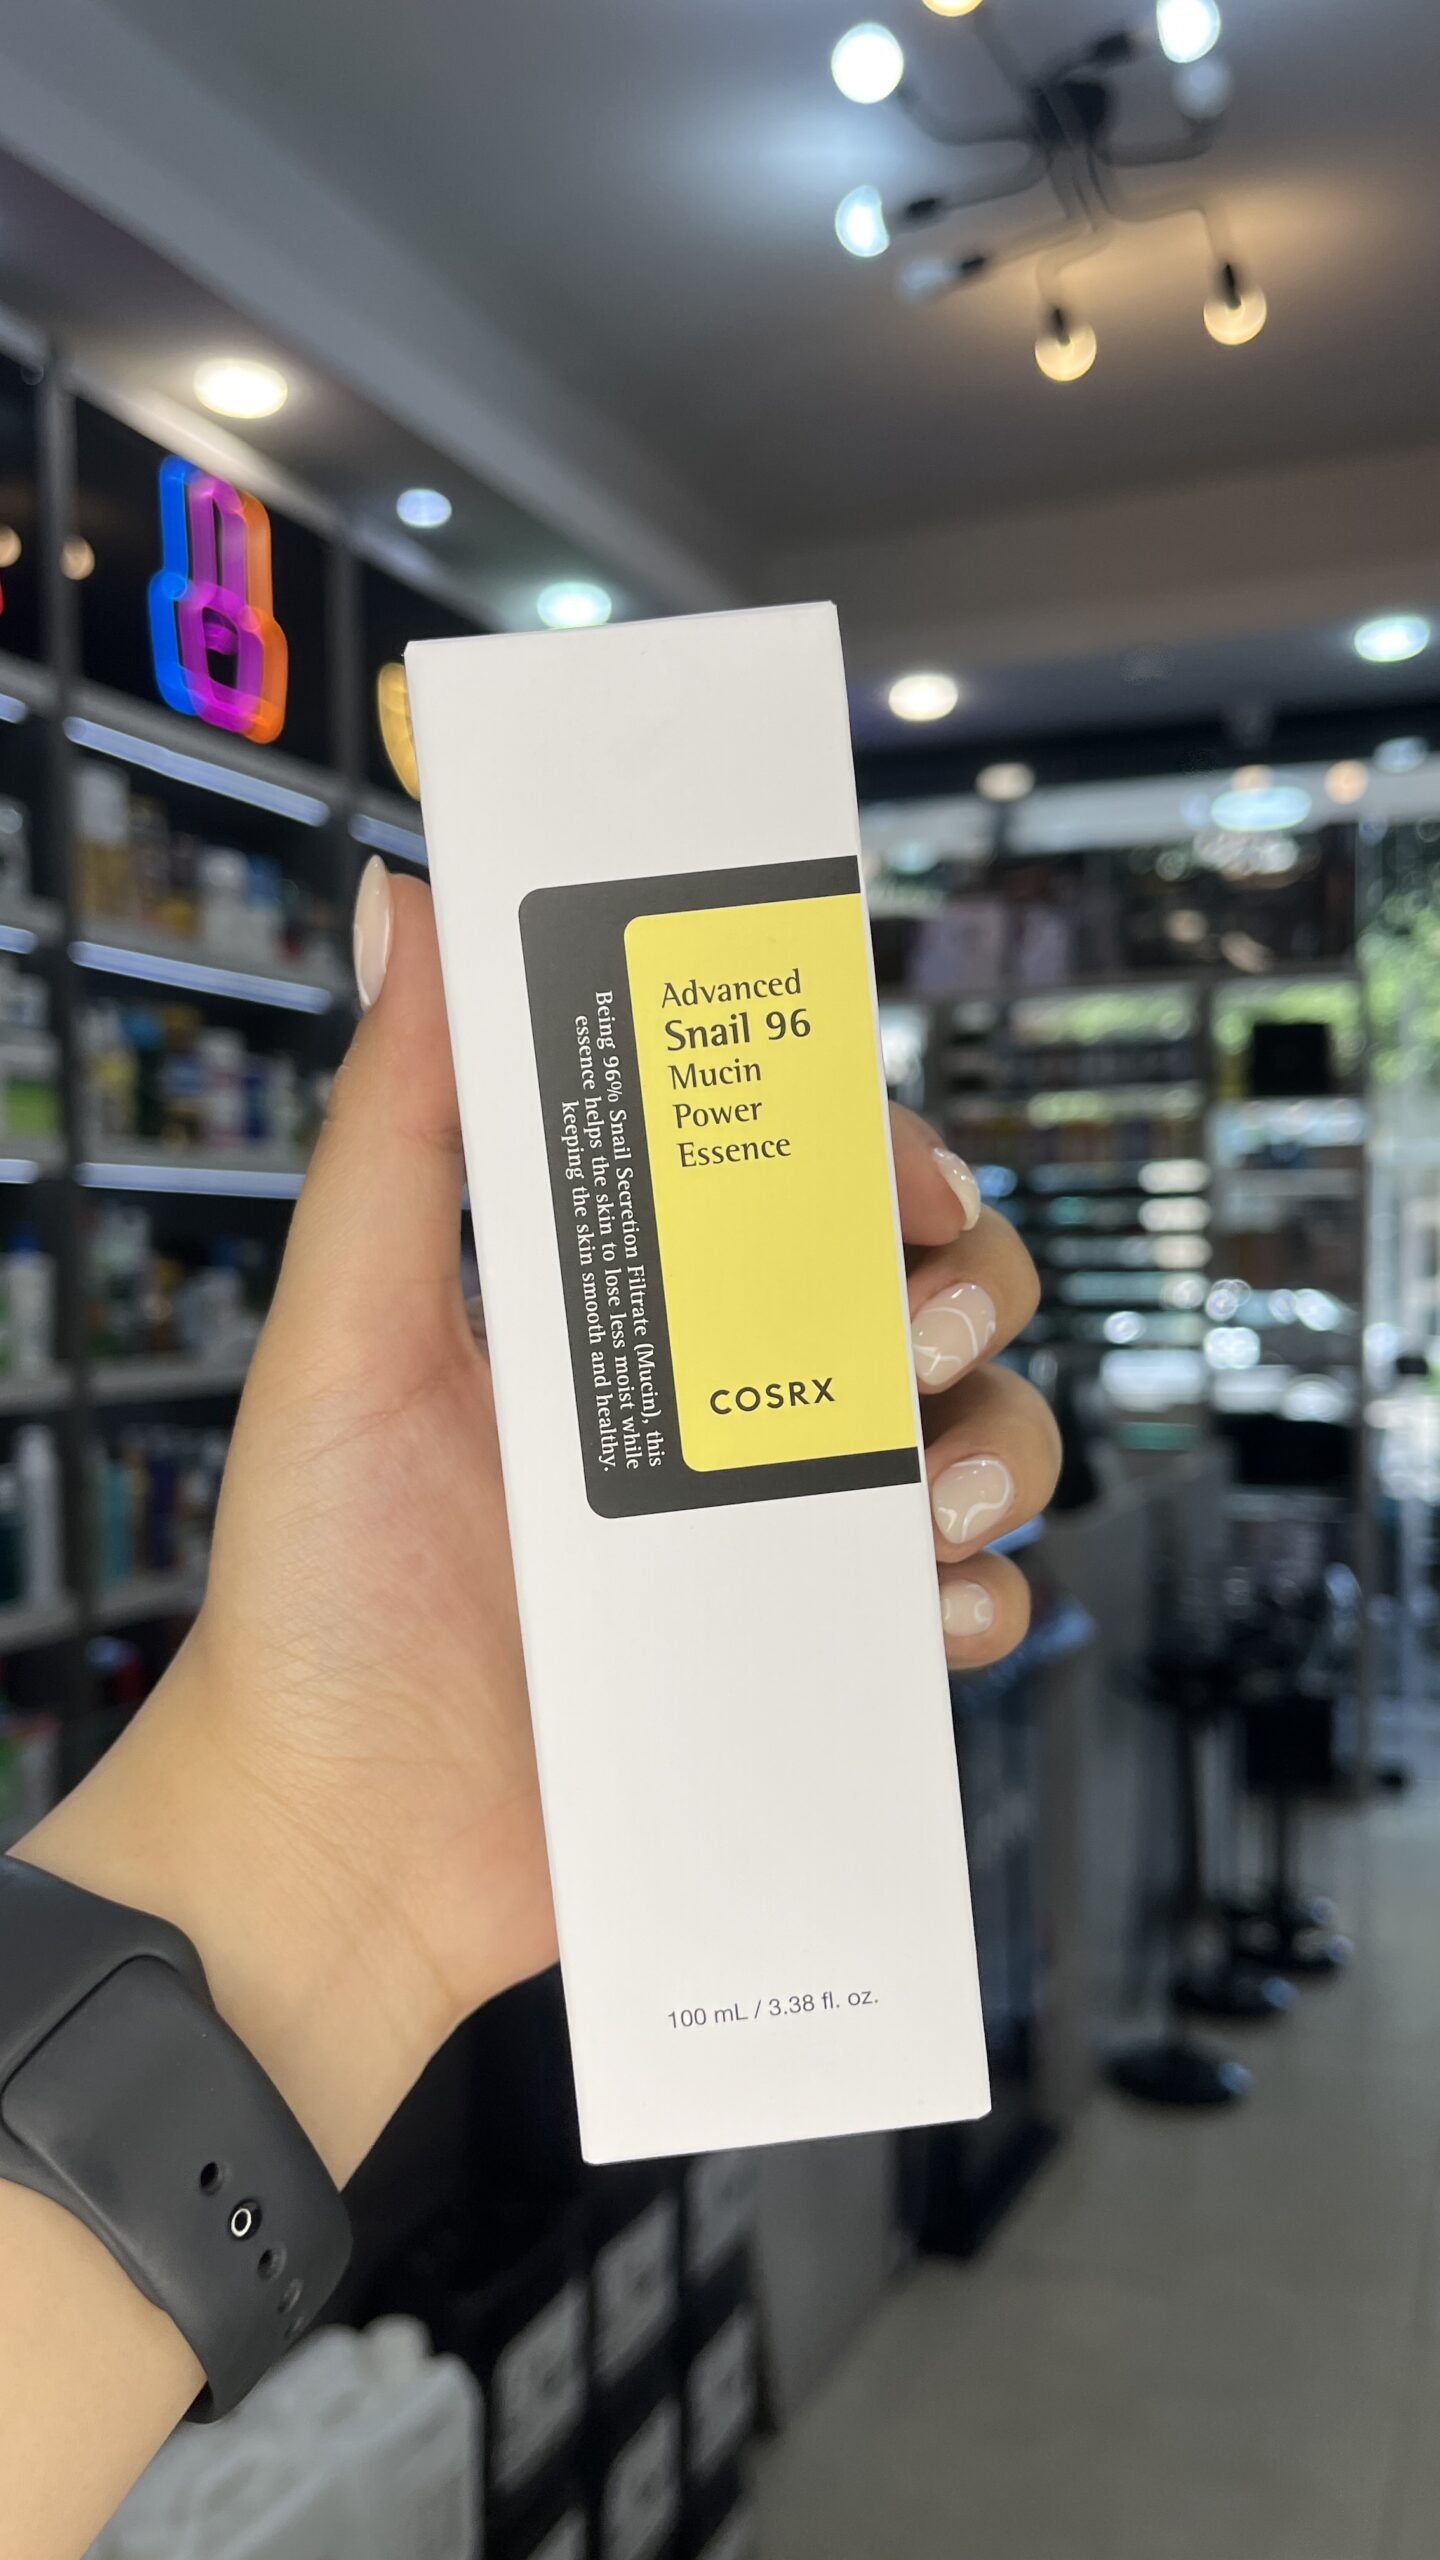 Advanced
Snail 96
Mucin
Power
Essence
COSRX
Being 96% Snail Secretion Filtrate (Mucin), this
essence helps the skin to lose less moist while
keeping the skin smooth and healthy.
100 mL / 3.38 fl. oz.